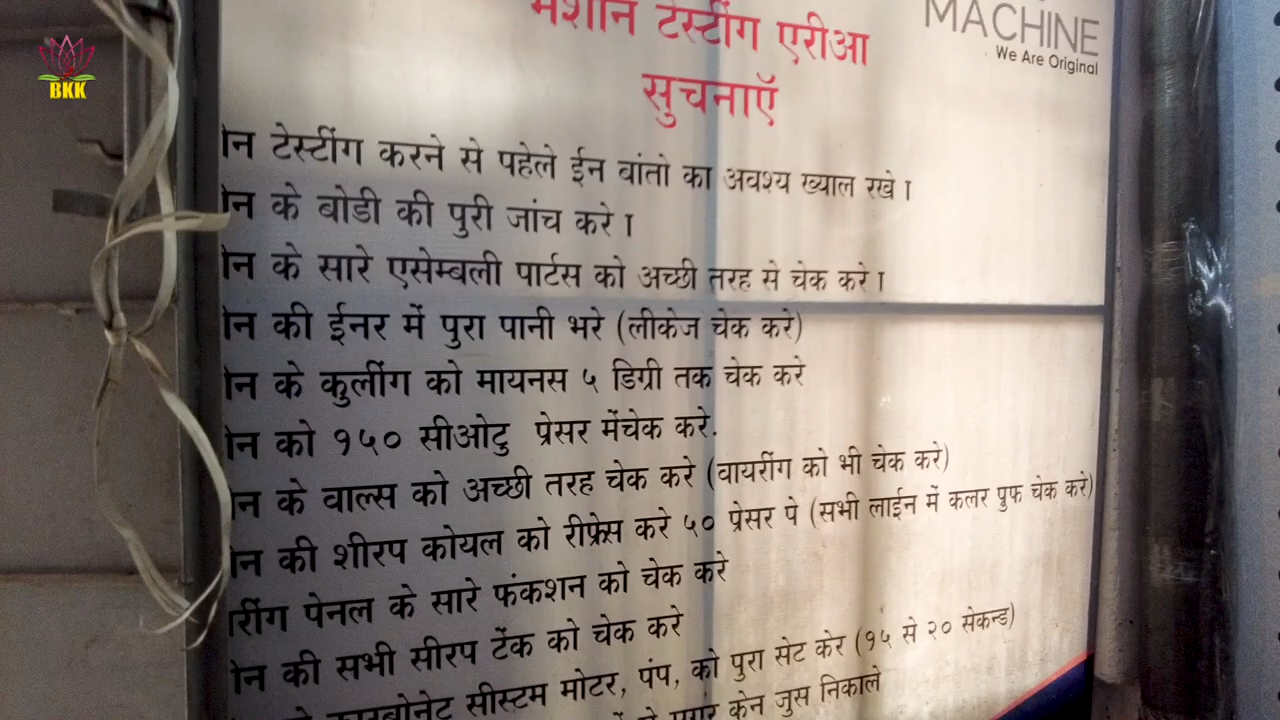 BKK
MACHINE
We Are Original
मशीन टेस्टींग एरीआ
सुचनाएॅ
टेस्टींग करने से पहेले ईन बांतो का अवश्य ख्याल रखे ।
के बोडी की पुरी जांच करे ।
के सारे एसेम्बली पार्टस को अच्छी तरह से चेक करे ।
की ईनर में पुरा पानी भरे (लीकेज चेक करे)
के कुलींग को मायनस ५ डिग्री तक चेक करे
को १५० सीओटु प्रेसर मेंचेक करे.
के वाल्स को अच्छी तरह चेक करे (वायरींग को भी चेक करे)
की शीरप कोयल को रीफ्रेस करे ५० प्रेसर पे (सभी लाईन में कलर पुफ चेक करे)
पेनल के सारे फंकशन को चेक करे
की सभी सीरप टेंक को चेक करे
सीस्टम मोटर, पंप, को पुरा सेट केर (१५ से २० सेकन्ड)
केन जुस निकाले